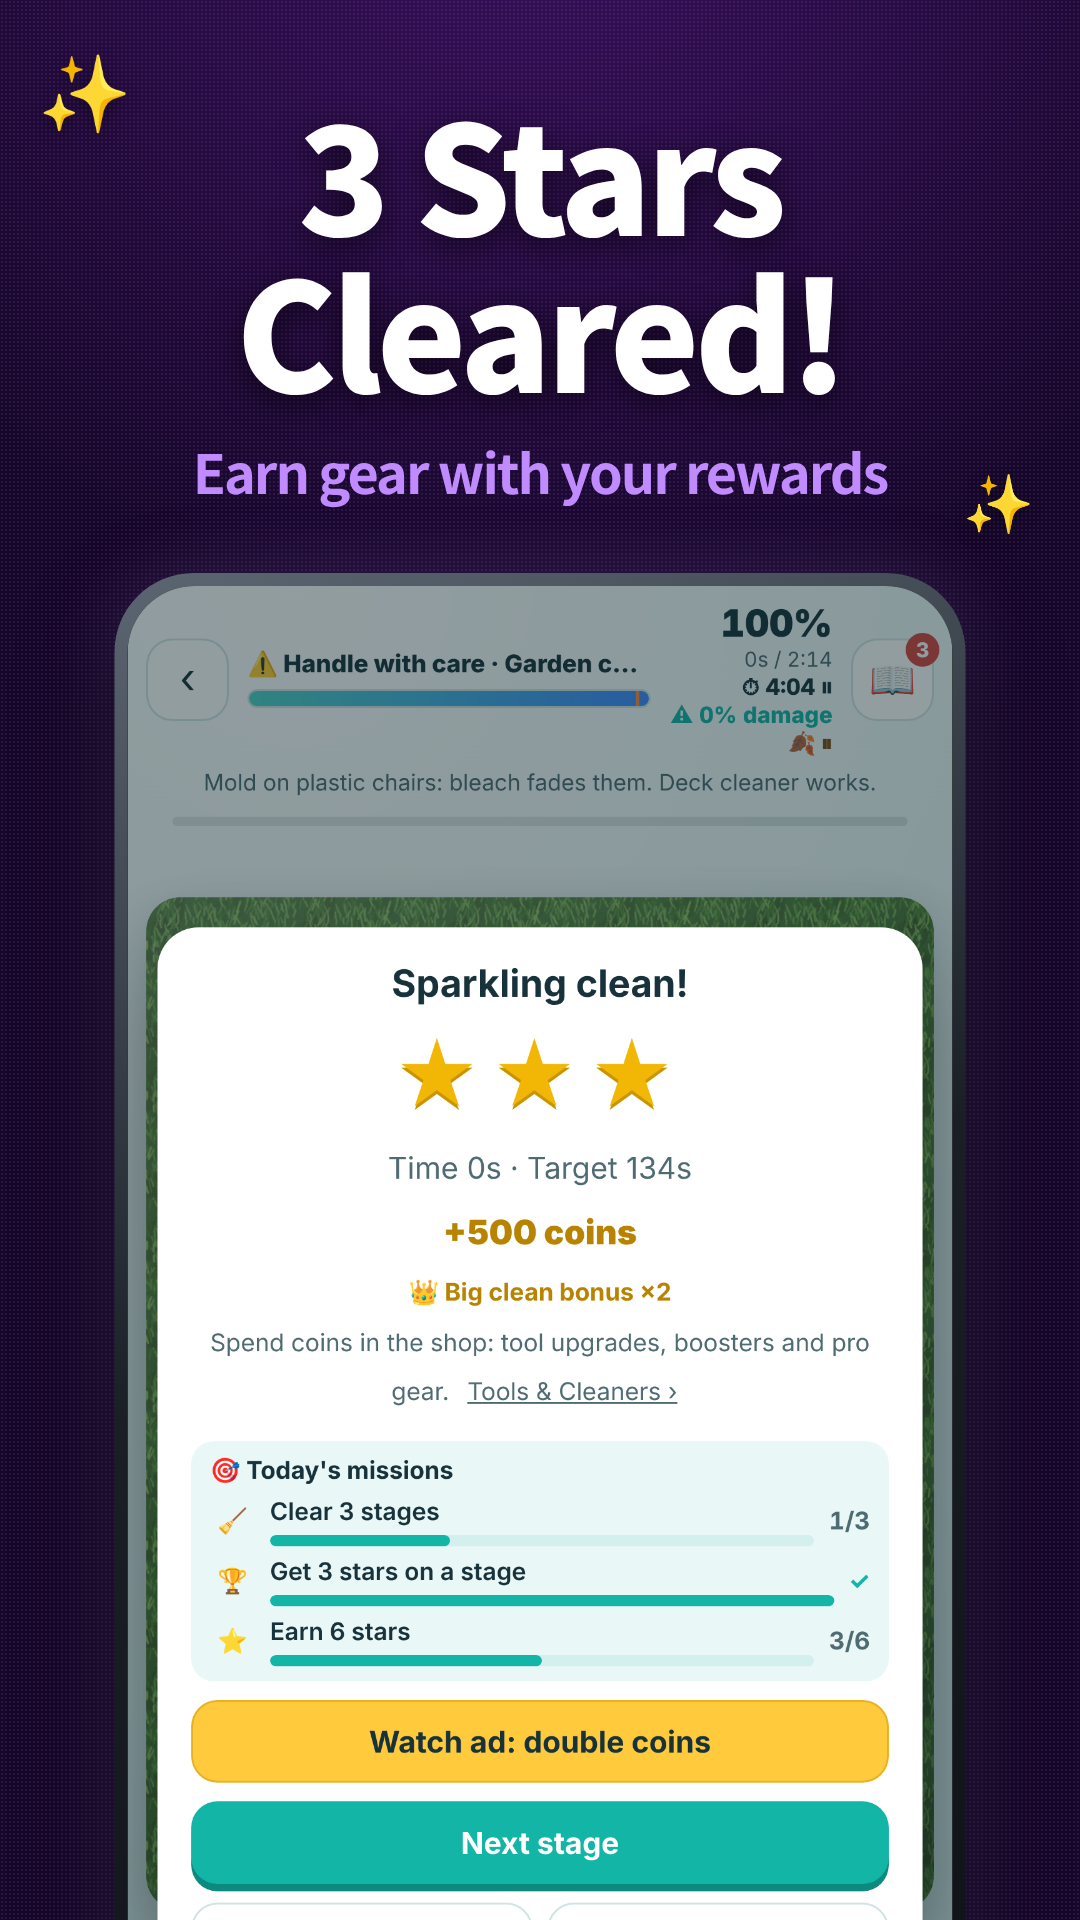 3 Stars
Cleared!
Earn gear with your rewards
100%
0s / 2:14
⚠️ Handle with care · Garden c...
⏱ 4:04 ⏸
⚠ 0% damage
🍂 ⏸
3
Mold on plastic chairs: bleach fades them. Deck cleaner works.
Sparkling clean!
Time 0s · Target 134s
+500 coins
👑 Big clean bonus ×2
Spend coins in the shop: tool upgrades, boosters and pro
gear. Tools & Cleaners ›
🎯 Today's missions
Clear 3 stages
1/3
Get 3 stars on a stage
✓
Earn 6 stars
3/6
Watch ad: double coins
Next stage